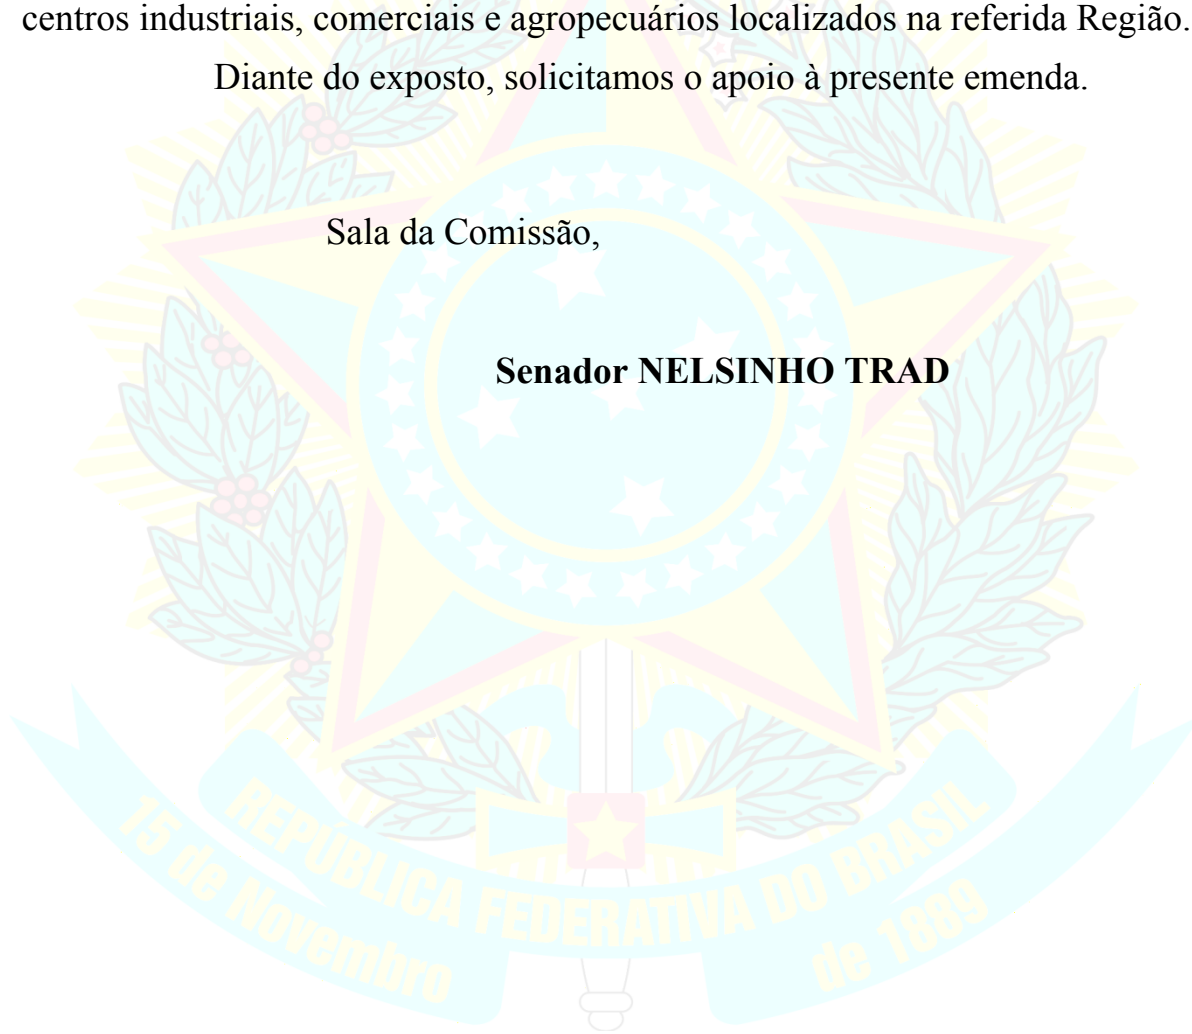 centros industriais, comerciais e agropecuários localizados na referida Região.
Diante do exposto, solicitamos o apoio à presente emenda.
Sala da Comissão,
Senador NELSINHO TRAD
REPÚBLICA FEDERATIVA DO BRASIL
15 de Novembro
de 1889